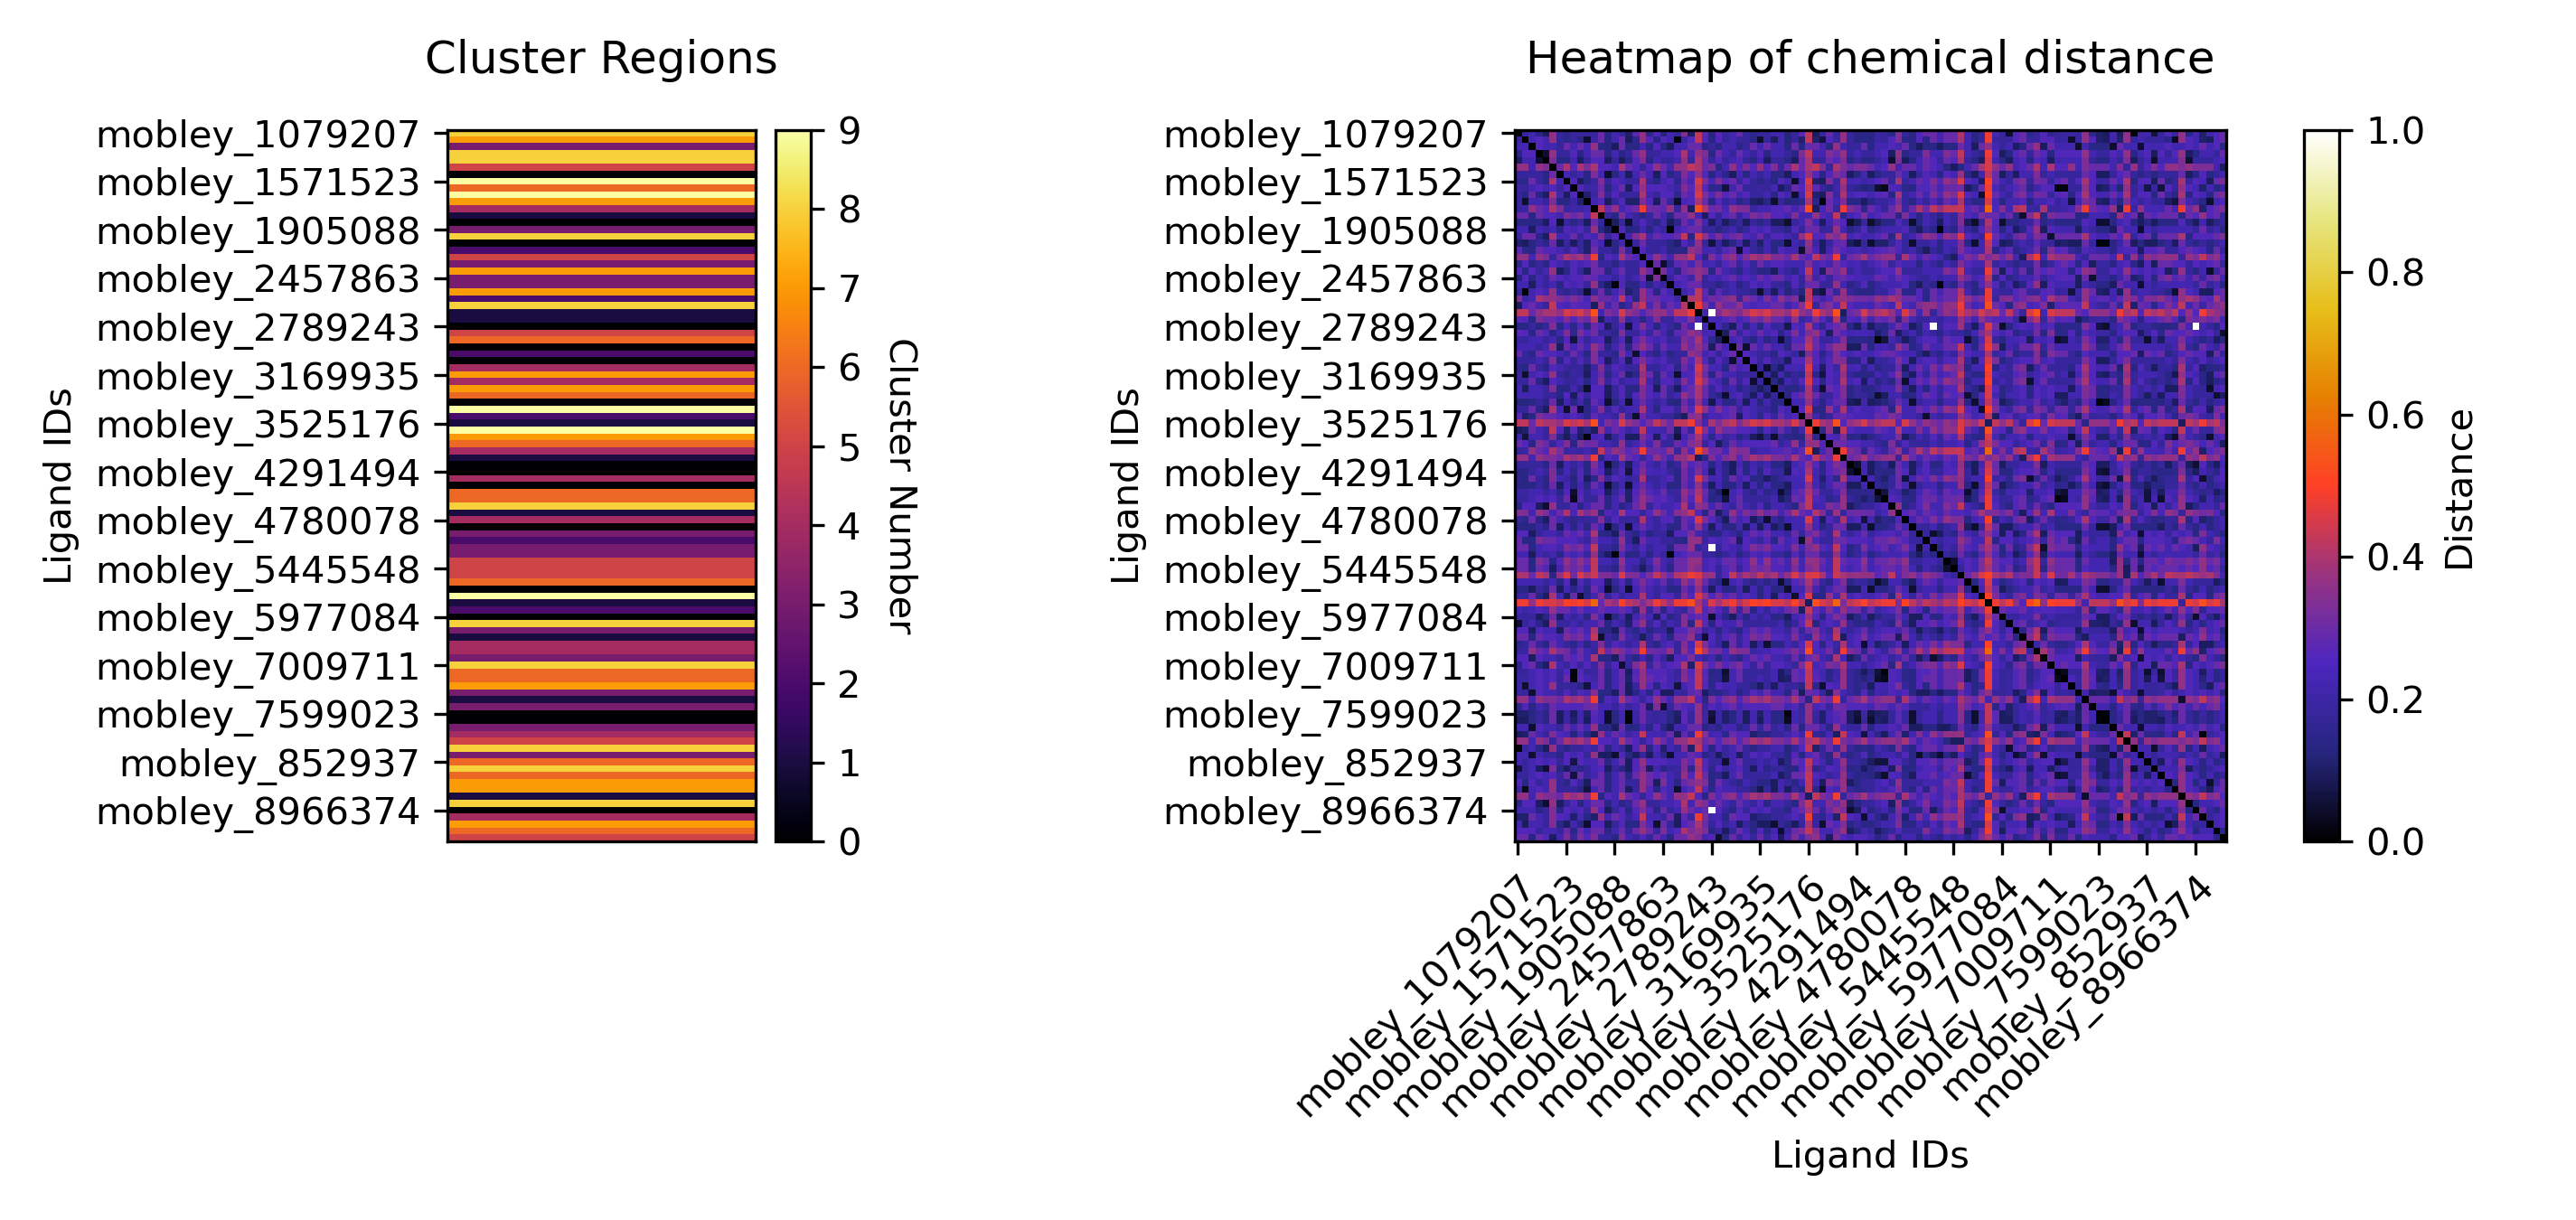 Cluster Regions
Ligand IDs
mobley_1079207
mobley_1571523
mobley_1905088
mobley_2457863
mobley_2789243
mobley_3169935
mobley_3525176
mobley_4291494
mobley_4780078
mobley_5445548
mobley_5977084
mobley_7009711
mobley_7599023
mobley_852937
mobley_8966374
9
8
7
6
5
4
3
2
1
0
Cluster Number
Heatmap of chemical distance
Ligand IDs
mobley_1079207
mobley_1571523
mobley_1905088
mobley_2457863
mobley_2789243
mobley_3169935
mobley_3525176
mobley_4291494
mobley_4780078
mobley_5445548
mobley_5977084
mobley_7009711
mobley_7599023
mobley_852937
mobley_8966374
mobley_1079207
mobley_1571523
mobley_1905088
mobley_2457863
mobley_2789243
mobley_3169935
mobley_3525176
mobley_4291494
mobley_4780078
mobley_5445548
mobley_5977084
mobley_7009711
mobley_7599023
mobley_852937
mobley_8966374
Ligand IDs
1.0
0.8
0.6
0.4
0.2
0.0
Distance